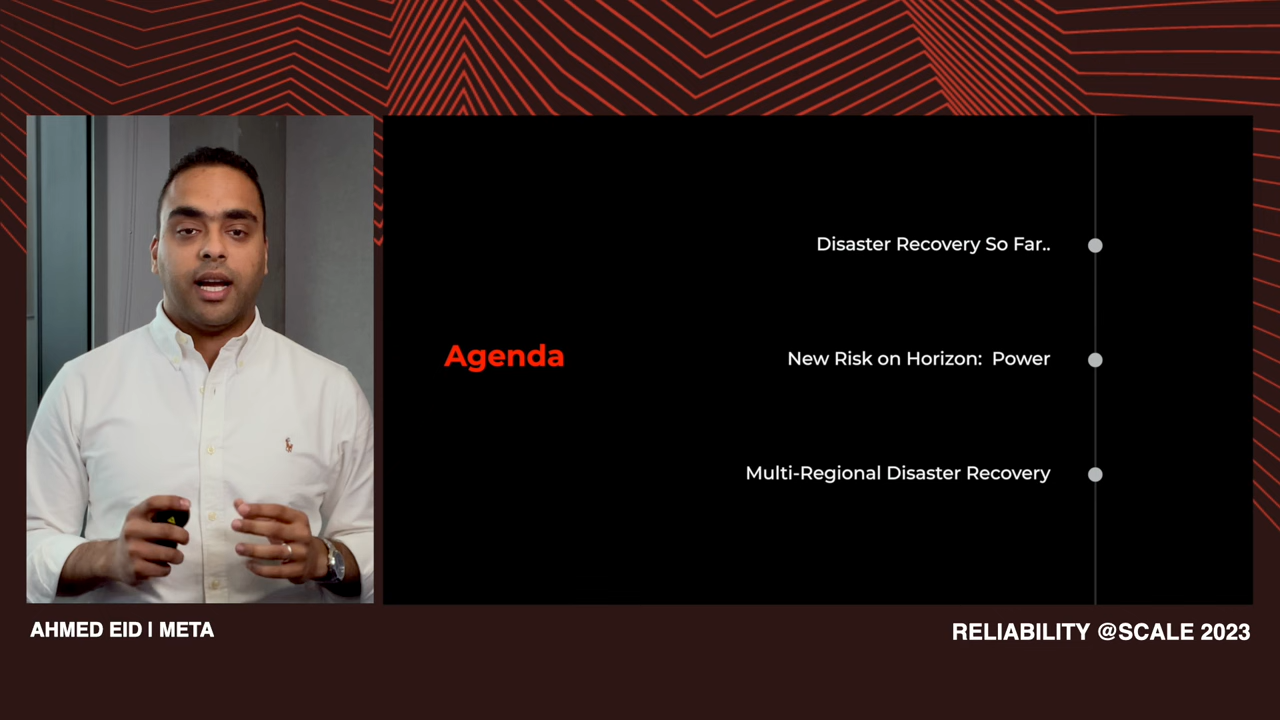 Disaster Recovery So Far..
Agenda
New Risk on Horizon:  Power
Multi-Regional Disaster Recovery
AHMED EID | META
RELIABILITY @SCALE 2023